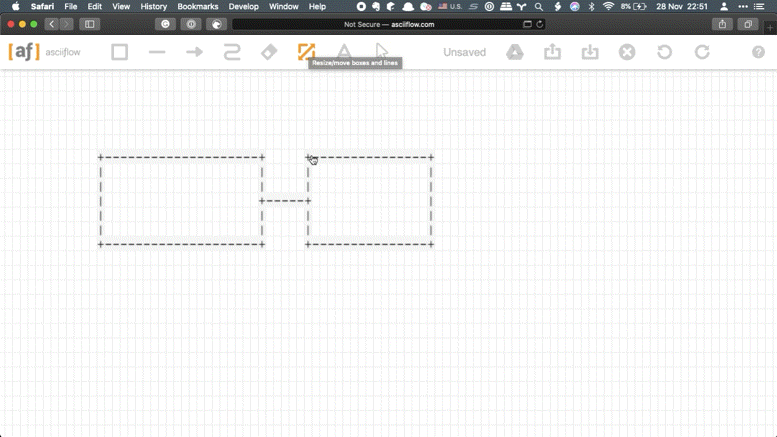 Safari File Edit View History Bookmarks Develop Window Help U.S. 8% 28 Nov 22:51
Not Secure — asciiflow.com
[af] asciiflow Unsaved ?
Resize/move boxes and lines